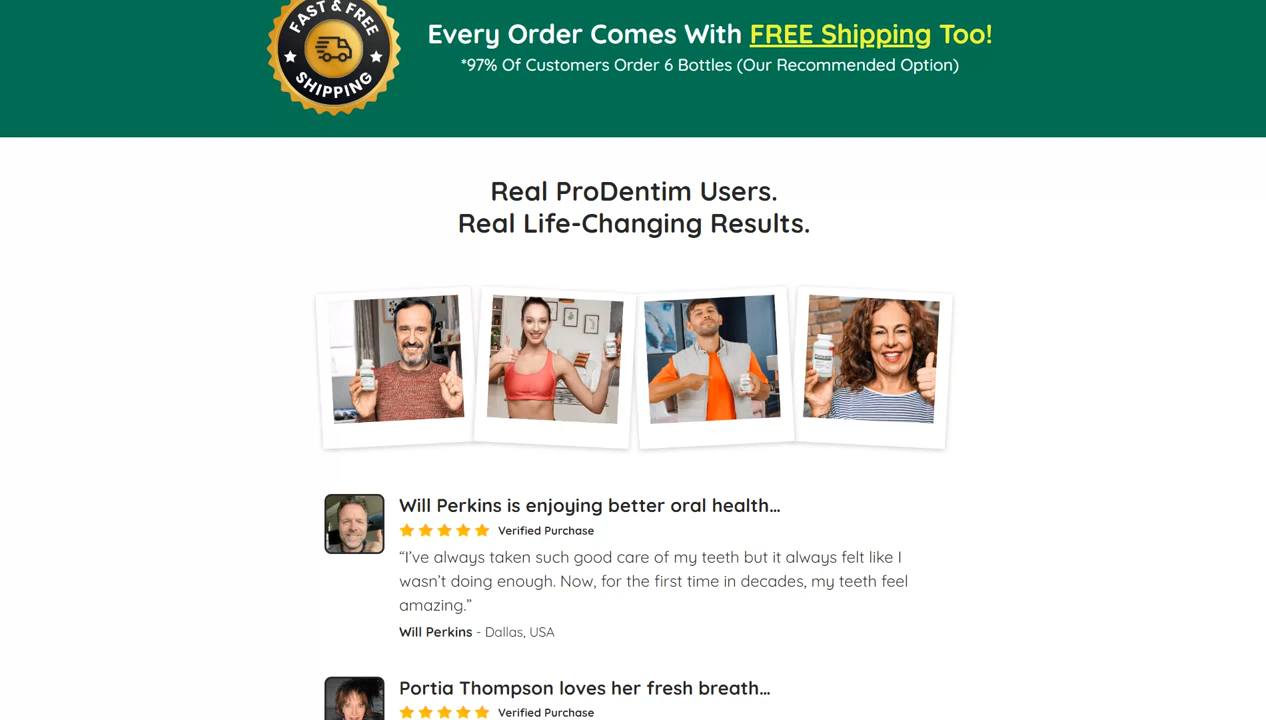 FAST & FREE
SHIPPING
Every Order Comes With FREE Shipping Too!
*97% Of Customers Order 6 Bottles (Our Recommended Option)
Real ProDentim Users.
Real Life-Changing Results.
Will Perkins is enjoying better oral health...
Verified Purchase
“I’ve always taken such good care of my teeth but it always felt like I
wasn’t doing enough. Now, for the first time in decades, my teeth feel
amazing.”
Will Perkins - Dallas, USA
Portia Thompson loves her fresh breath...
Verified Purchase